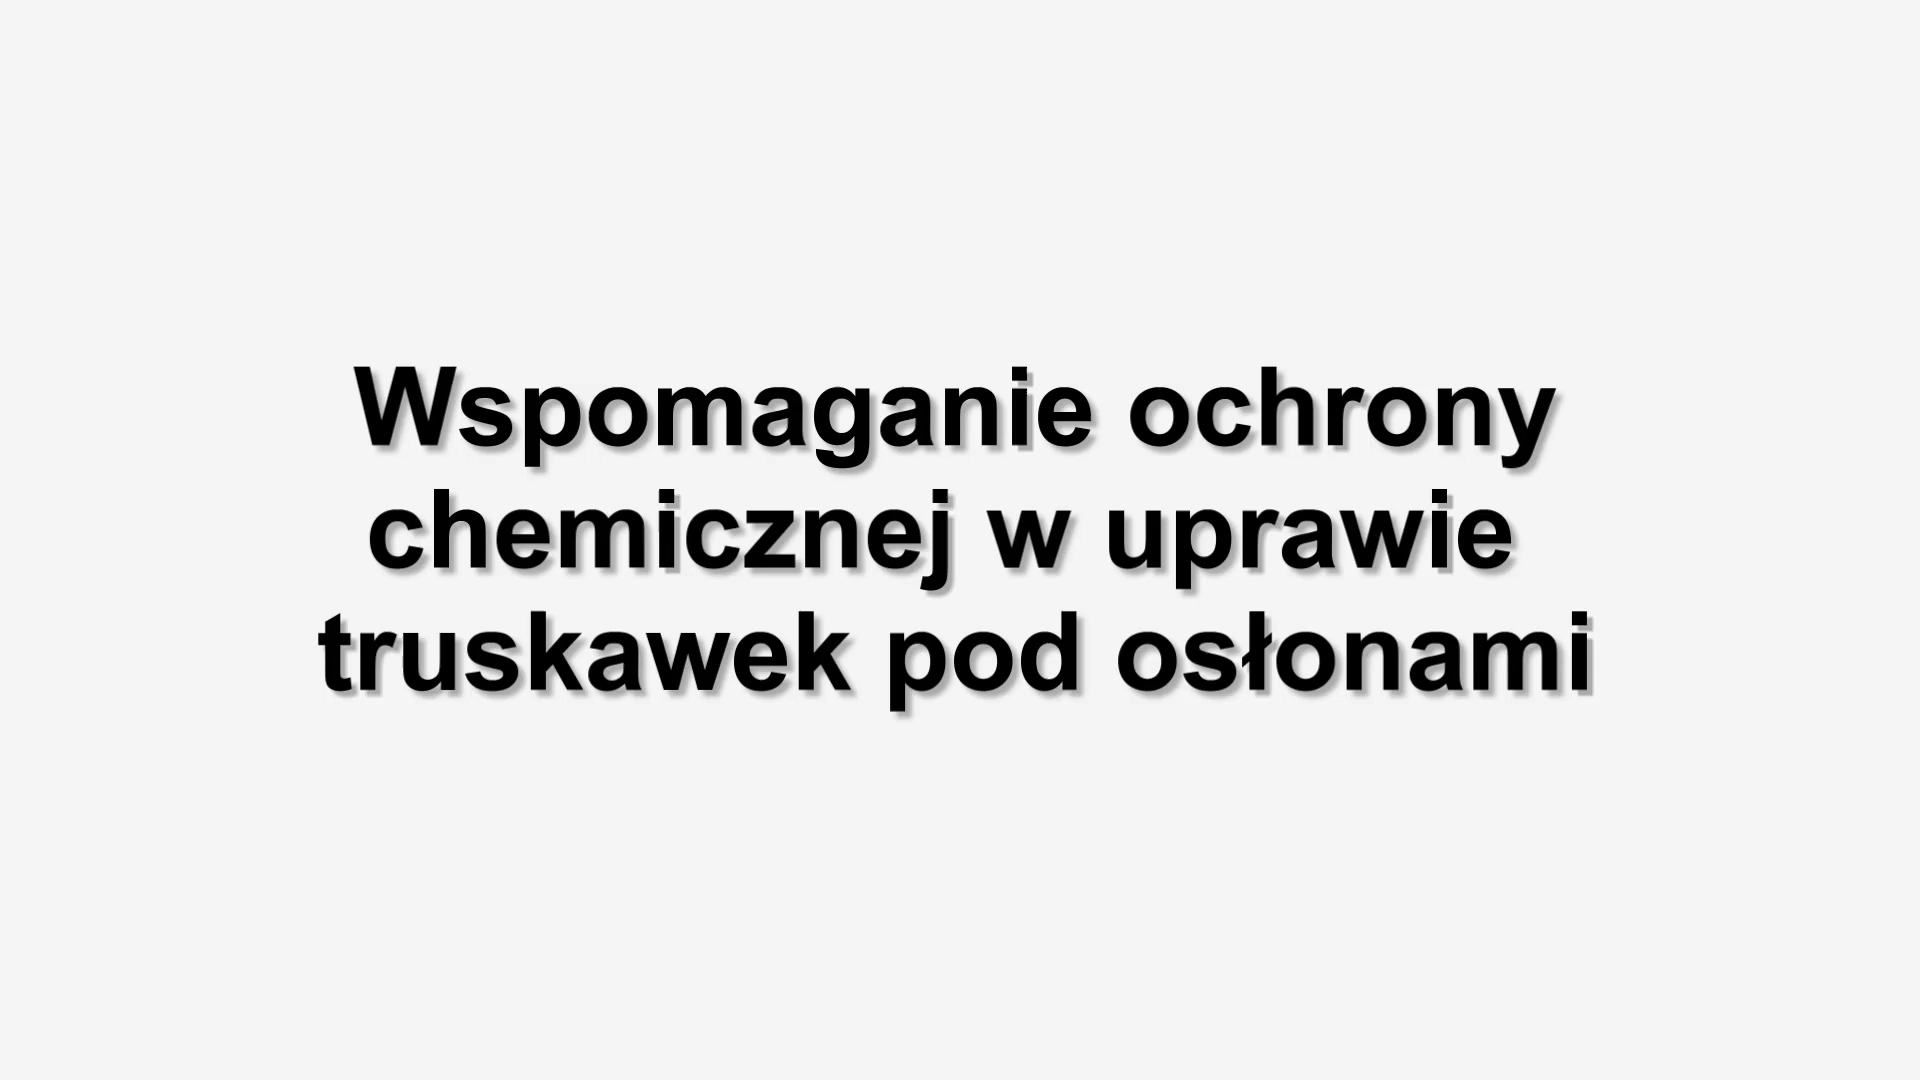 Wspomaganie ochrony
chemicznej w uprawie
truskawek pod osłonami